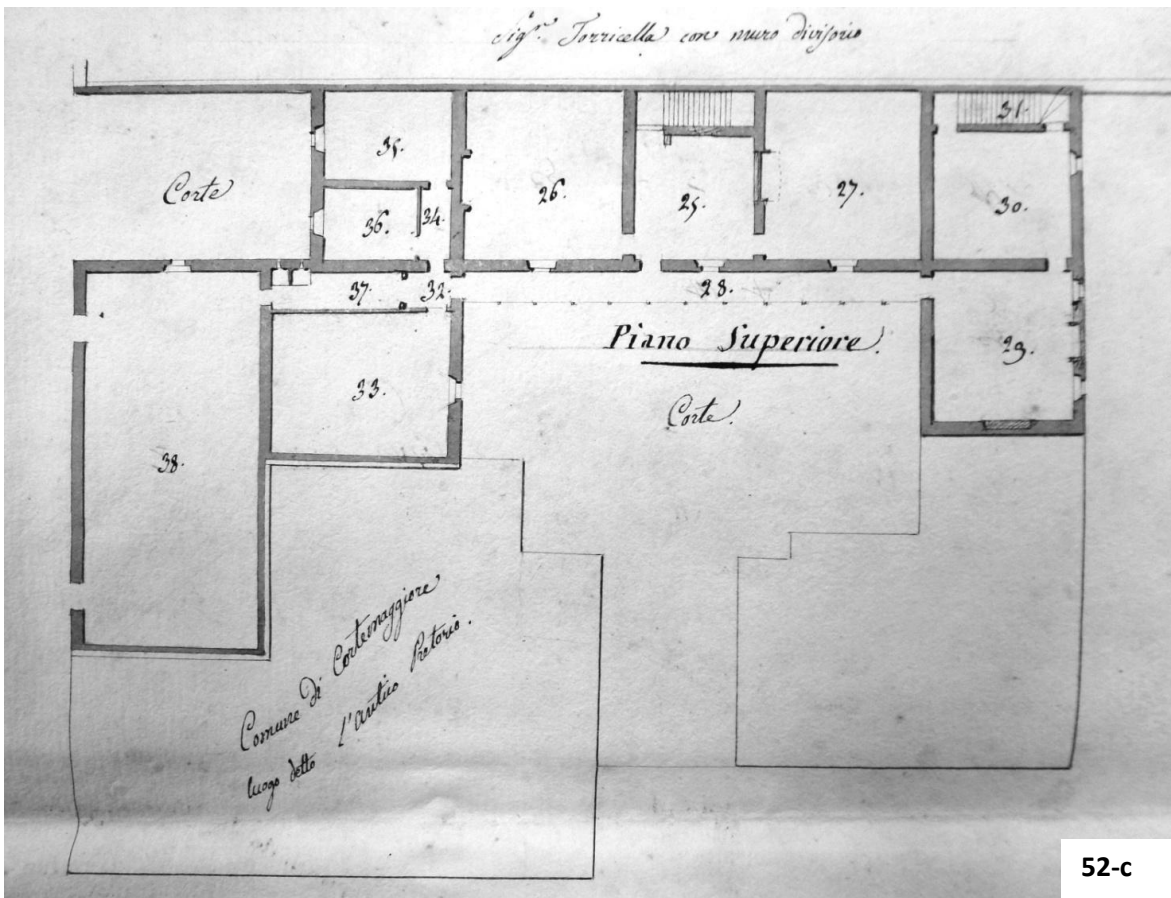 Sig.r Torricella con muro divisorio
Corte
35.
36.
34.
26.
25.
27.
31.
30.
37.
32.
28.
Piano Superiore.
29.
33.
Corte.
38.
Comune di Cortemaggiore
luogo detto l'antico Pretorio.
52-c